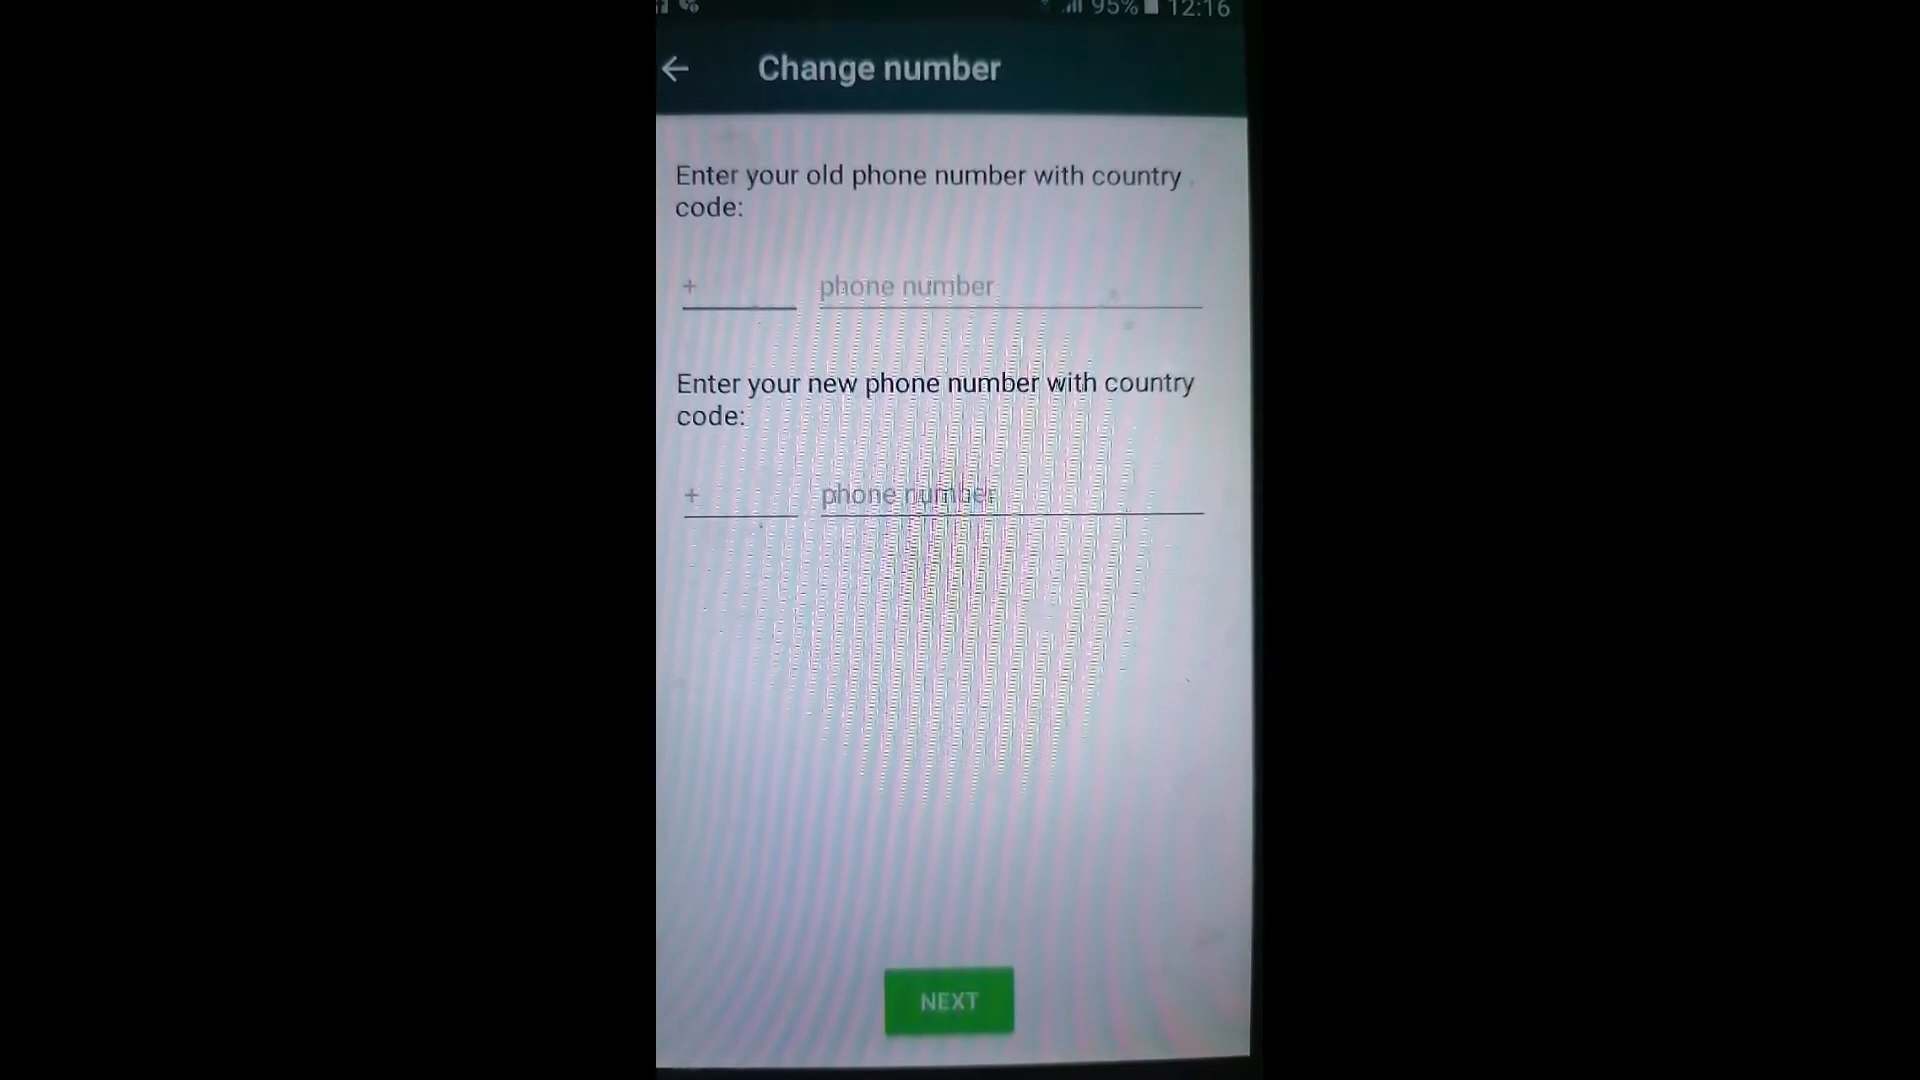 95% 12:16
Change number
Enter your old phone number with country
code:
+ phone number
Enter your new phone number with country
code:
+ phone number
NEXT